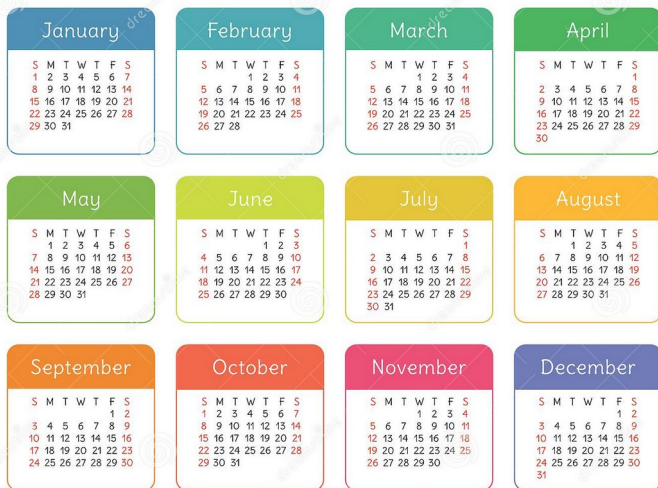 January
S M T W T F S
1 2 3 4 5 6 7
8 9 10 11 12 13 14
15 16 17 18 19 20 21
22 23 24 25 26 27 28
29 30 31
February
S M T W T F S
1 2 3 4
5 6 7 8 9 10 11
12 13 14 15 16 17 18
19 20 21 22 23 24 25
26 27 28
March
S M T W T F S
1 2 3 4
5 6 7 8 9 10 11
12 13 14 15 16 17 18
19 20 21 22 23 24 25
26 27 28 29 30 31
April
S M T W T F S
1
2 3 4 5 6 7 8
9 10 11 12 13 14 15
16 17 18 19 20 21 22
23 24 25 26 27 28 29
30
May
S M T W T F S
1 2 3 4 5 6
7 8 9 10 11 12 13
14 15 16 17 18 19 20
21 22 23 24 25 26 27
28 29 30 31
June
S M T W T F S
1 2 3
4 5 6 7 8 9 10
11 12 13 14 15 16 17
18 19 20 21 22 23 24
25 26 27 28 29 30
July
S M T W T F S
1
2 3 4 5 6 7 8
9 10 11 12 13 14 15
16 17 18 19 20 21 22
23 24 25 26 27 28 29
30 31
August
S M T W T F S
1 2 3 4 5
6 7 8 9 10 11 12
13 14 15 16 17 18 19
20 21 22 23 24 25 26
27 28 29 30 31
September
S M T W T F S
1 2
3 4 5 6 7 8 9
10 11 12 13 14 15 16
17 18 19 20 21 22 23
24 25 26 27 28 29 30
October
S M T W T F S
1 2 3 4 5 6 7
8 9 10 11 12 13 14
15 16 17 18 19 20 21
22 23 24 25 26 27 28
29 30 31
November
S M T W T F S
1 2 3 4
5 6 7 8 9 10 11
12 13 14 15 16 17 18
19 20 21 22 23 24 25
26 27 28 29 30
December
S M T W T F S
1 2
3 4 5 6 7 8 9
10 11 12 13 14 15 16
17 18 19 20 21 22 23
24 25 26 27 28 29 30
31